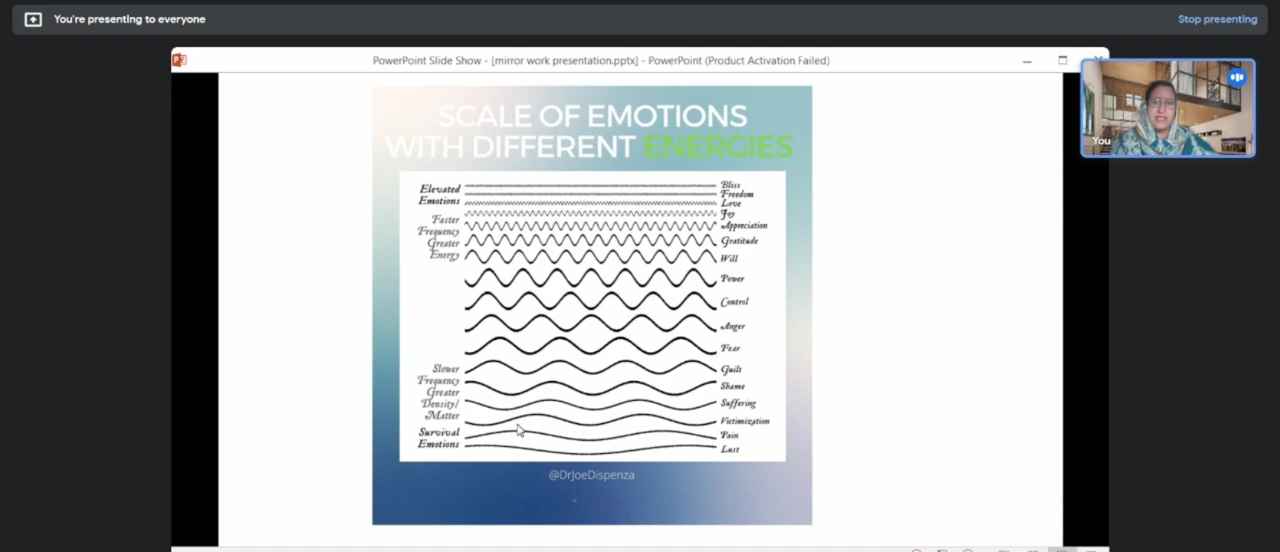 You're presenting to everyone
Stop presenting
PowerPoint Slide Show - [mirror work presentation.pptx] - PowerPoint (Product Activation Failed)
You
SCALE OF EMOTIONS
WITH DIFFERENT ENERGIES
Elevated
Emotions
Faster
Frequency
Greater
Energy
Slower
Frequency
Greater
Density/
Matter
Survival
Emotions
Bliss
Freedom
Love
Joy
Appreciation
Gratitude
Will
Power
Control
Anger
Fear
Guilt
Shame
Suffering
Victimization
Pain
Lust
@DrJoeDispenza